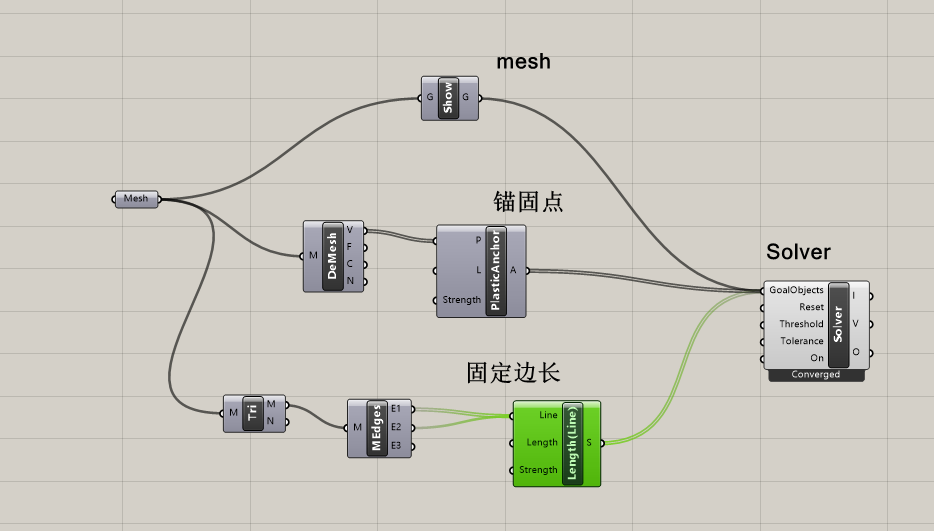 mesh
G Show G
Mesh
锚固点
M DeMesh V F C N
P L Strength PlasticAnchor A
Solver
GoalObjects Reset Threshold Tolerance On Solver I V O
Converged
固定边长
M Tri M N
M MEdges E1 E2 E3
Line Length Strength Length(Line) S